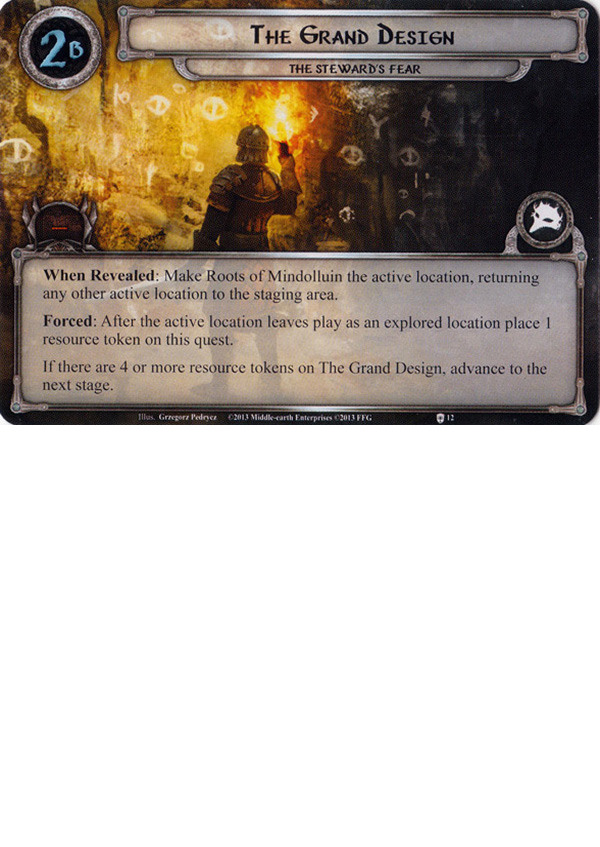 2B
THE GRAND DESIGN
THE STEWARD'S FEAR
When Revealed: Make Roots of Mindolluin the active location, returning
any other active location to the staging area.
Forced: After the active location leaves play as an explored location place 1
resource token on this quest.
If there are 4 or more resource tokens on The Grand Design, advance to the
next stage.
Illus. Grzegorz Pedrycz ©2013 Middle-earth Enterprises ©2013 FFG 12